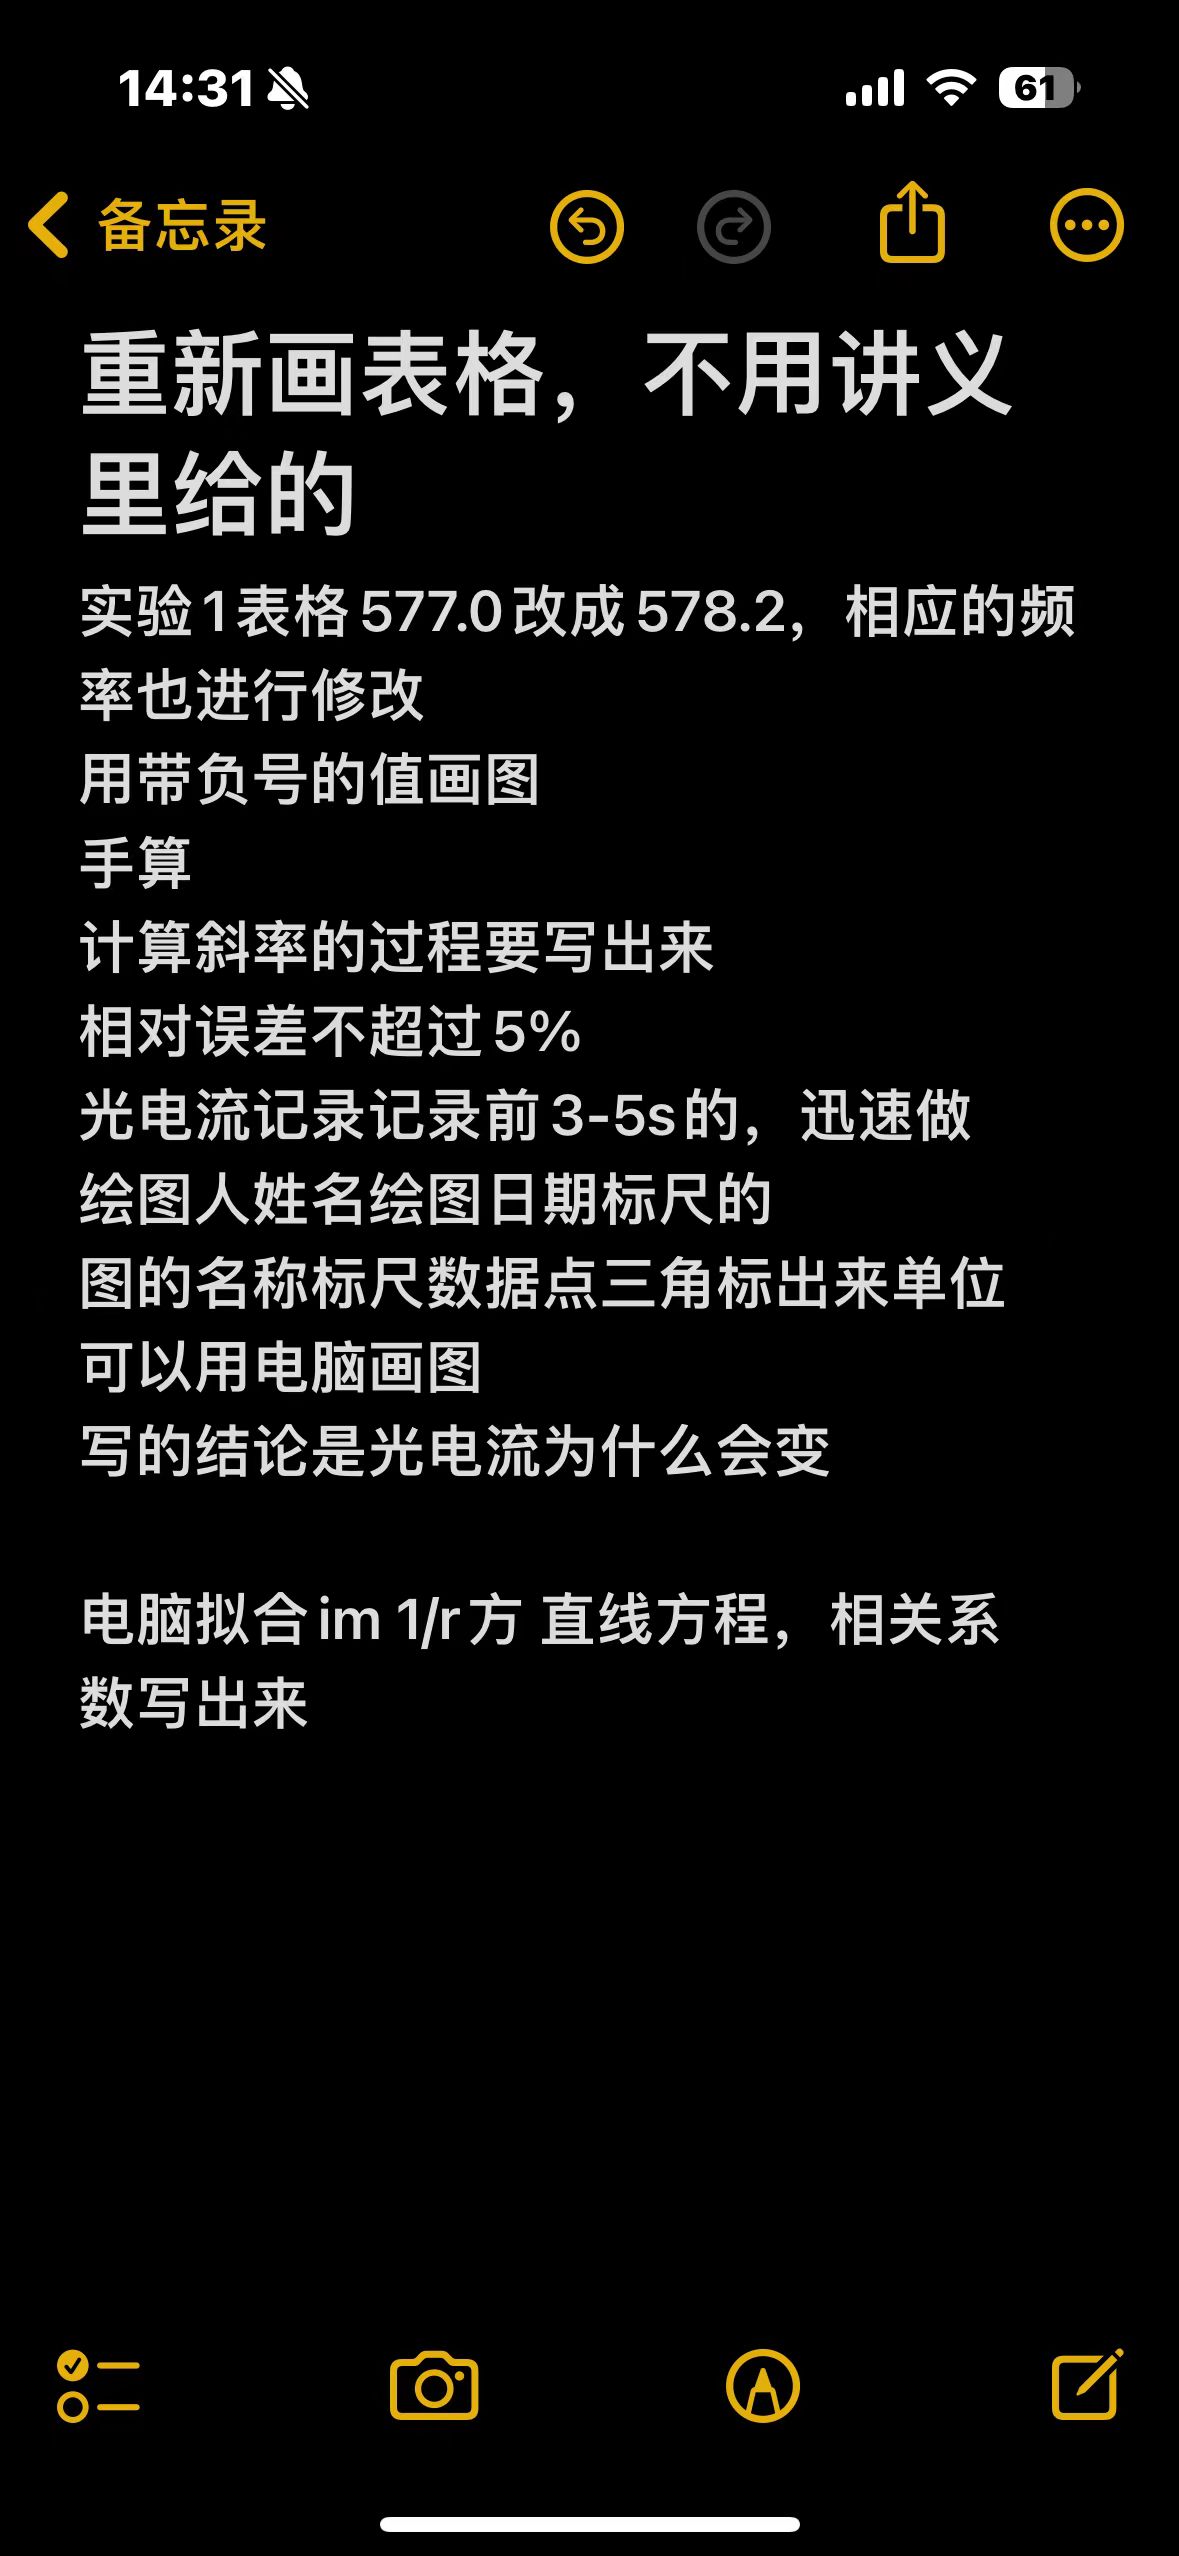 14:31
61
备忘录
重新画表格，不用讲义
里给的
实验1表格577.0改成578.2，相应的频
率也进行修改
用带负号的值画图
手算
计算斜率的过程要写出来
相对误差不超过5%
光电流记录记录前3-5s的，迅速做
绘图人姓名绘图日期标尺的
图的名称标尺数据点三角标出来单位
可以用电脑画图
写的结论是光电流为什么会变
电脑拟合im 1/r方 直线方程，相关系
数写出来